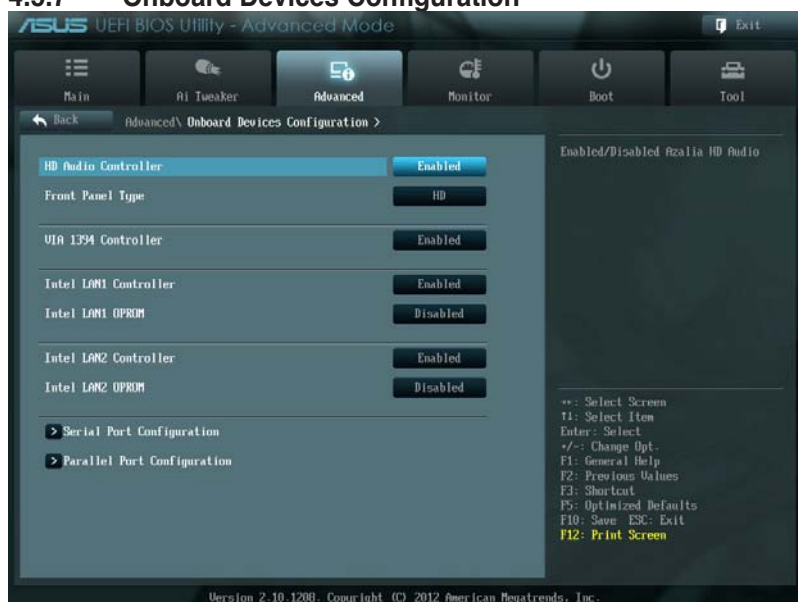 4.5.7 Onboard Devices Configuration
ASUS UEFI BIOS Utility - Advanced Mode
Exit
Main
Ai Tweaker
Advanced
Monitor
Boot
Tool
Back
Advanced\ Onboard Devices Configuration >
HD Audio Controller
Enabled
Front Panel Type
HD
VIA 1394 Controller
Enabled
Intel LAN1 Controller
Enabled
Intel LAN1 OPROM
Disabled
Intel LAN2 Controller
Enabled
Intel LAN2 OPROM
Disabled
> Serial Port Configuration
> Parallel Port Configuration
Enabled/Disabled Azalia HD Audio
→←: Select Screen
↑↓: Select Item
Enter: Select
+/-: Change Opt.
F1: General Help
F2: Previous Values
F3: Shortcut
F5: Optimized Defaults
F10: Save ESC: Exit
F12: Print Screen
Version 2.10.1208. Copyright (C) 2012 American Megatrends, Inc.